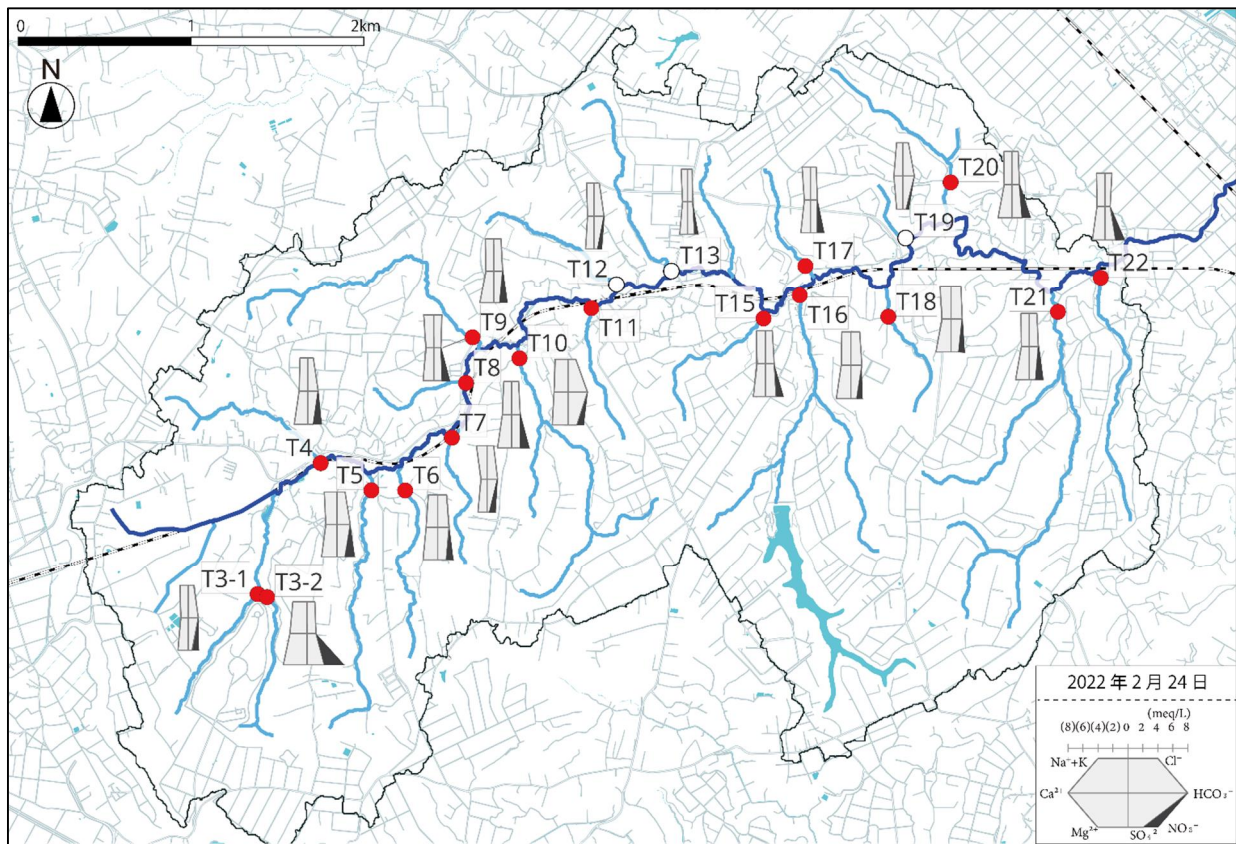 0 1 2km
N
T20
T19
T17
T13
T12
T22
T9
T10
T11
T15
T16
T18
T21
T8
T7
T4
T5
T6
T3-1 T3-2
2022 年 2 月 24 日
(meq/L)
(8)(6)(4)(2) 0 2 4 6 8
Na⁺+K Cl⁻
Ca²⁺ HCO₃⁻
Mg²⁺ SO₄² NO₃⁻